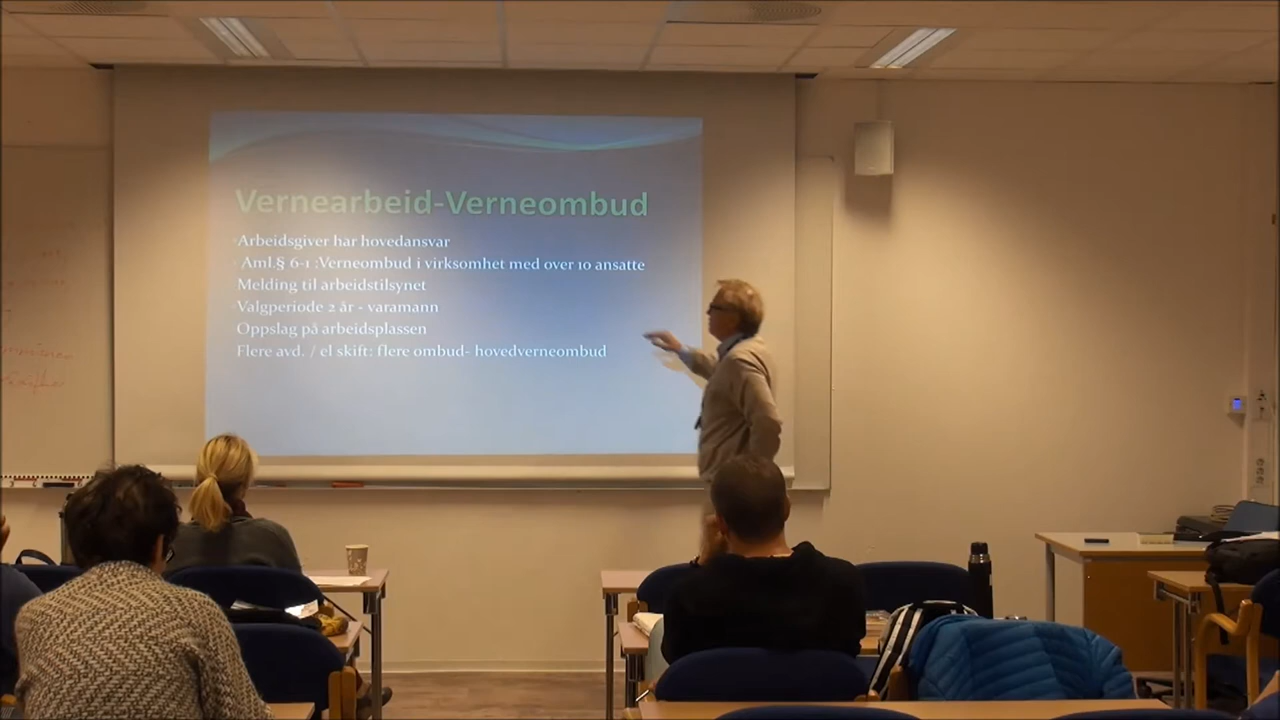 Vernearbeid-Verneombud
Arbeidsgiver har hovedansvar
Aml.§ 6-1 :Verneombud i virksomhet med over 10 ansatte
Melding til arbeidstilsynet
Valgperiode 2 år - varamann
Oppslag på arbeidsplassen
Flere avd. / el skift: flere ombud- hovedverneombud